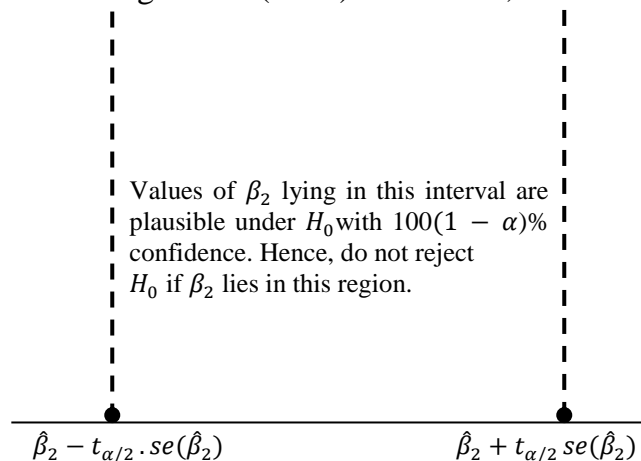 Values of β₂ lying in this interval are
plausible under H₀ with 100(1 − α)%
confidence. Hence, do not reject
H₀ if β₂ lies in this region.
β̂₂ − t_{α/2} . se(β̂₂)
β̂₂ + t_{α/2} se(β̂₂)